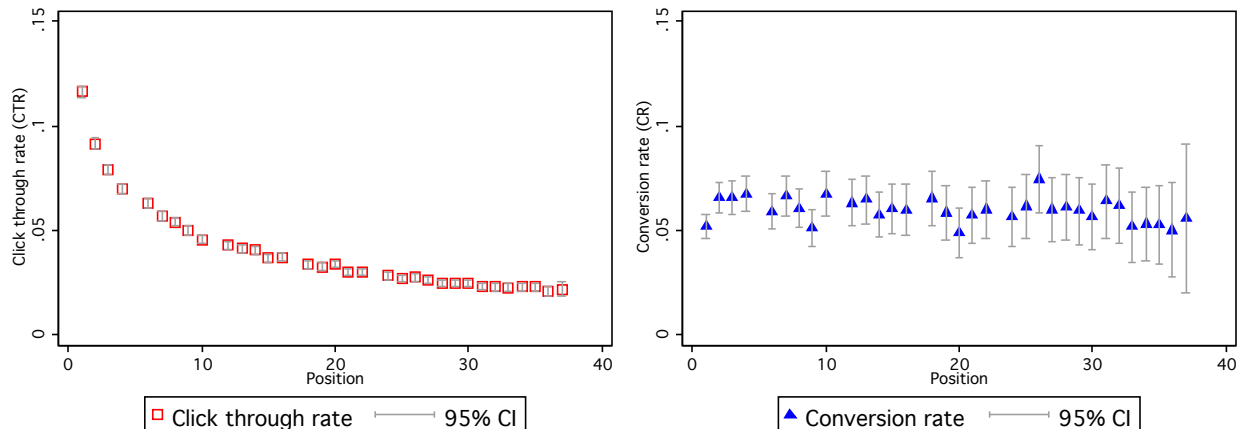 .15
.1
.05
0
Click through rate (CTR)
0 10 20 30 40
Position
Click through rate 95% CI
.15
.1
.05
0
Conversion rate (CR)
0 10 20 30 40
Position
Conversion rate 95% CI